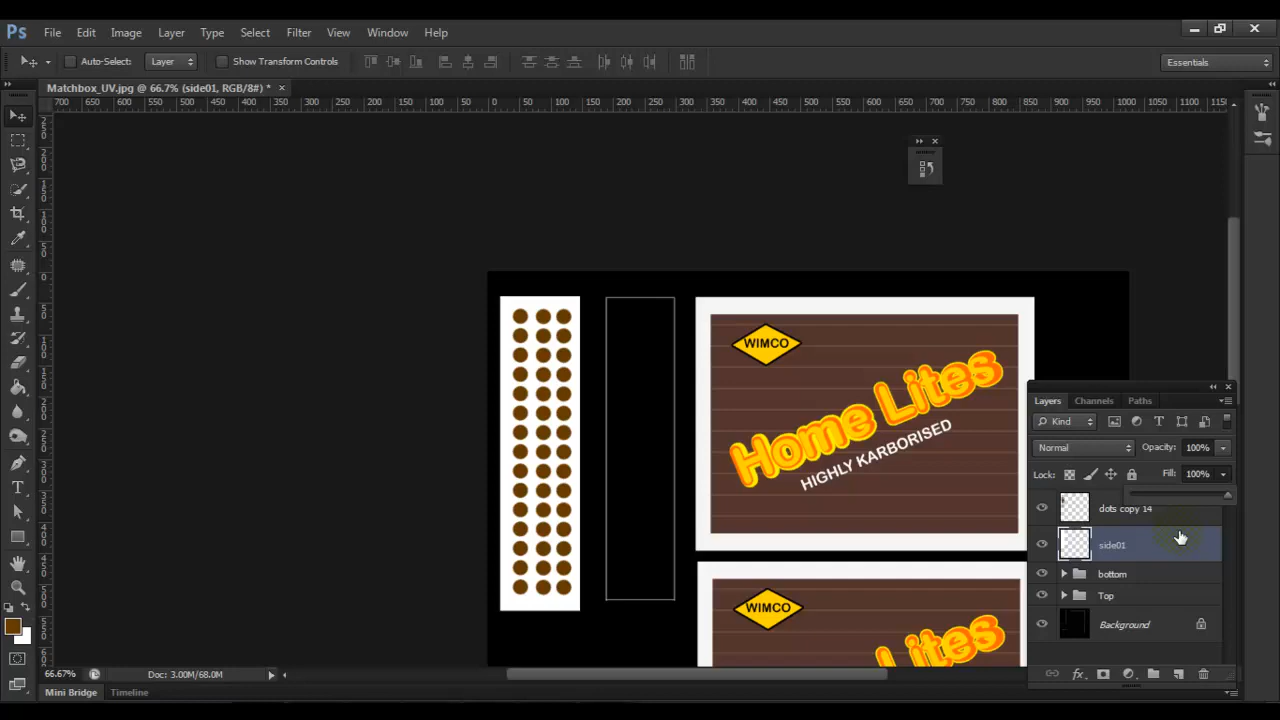 Ps File Edit Image Layer Type Select Filter View Window Help
Auto-Select: Layer Show Transform Controls Essentials
Matchbox_UV.jpg @ 66.7% (side01, RGB/8#) * ×
700 650 600 550 500 450 400 350 300 250 200 150 100 50 0 50 100 150 200 250 300 350 400 450 500 550 600 650 700 750 800 850 900 950 1000 1050 1100 1150
WIMCO
Home Lites
HIGHLY KARBORISED
WIMCO
Layers Channels Paths
Kind
Normal Opacity: 100%
Lock: Fill: 100%
dots copy 14
side01
bottom
Top
Background
66.67% Doc: 3.00M/68.0M
Mini Bridge Timeline